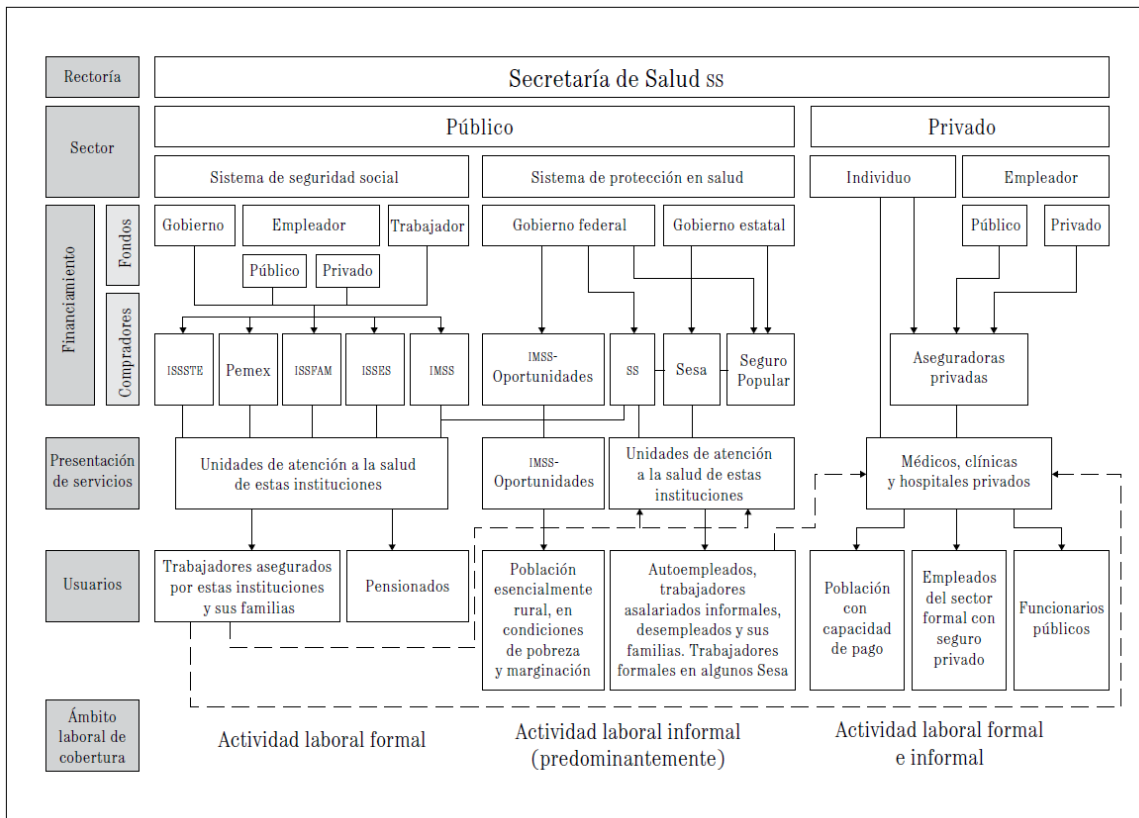 Rectoría
Secretaría de Salud SS
Sector
Público
Privado
Sistema de seguridad social
Sistema de protección en salud
Individuo
Empleador
Financiamiento
Fondos
Compradores
Gobierno
Empleador
Trabajador
Público
Privado
Gobierno federal
Gobierno estatal
Público
Privado
ISSSTE
Pemex
ISSFAM
ISSES
IMSS
IMSS-
Oportunidades
SS
Sesa
Seguro
Popular
Aseguradoras
privadas
Presentación
de servicios
Unidades de atención a la salud
de estas instituciones
IMSS-
Oportunidades
Unidades de atención
a la salud de estas
instituciones
Médicos, clínicas
y hospitales privados
Usuarios
Trabajadores asegurados
por estas instituciones
y sus familias
Pensionados
Población
esencialmente
rural, en
condiciones
de pobreza
y marginación
Autoempleados,
trabajadores
asalariados informales,
desempleados y sus
familias. Trabajadores
formales en algunos Sesa
Población
con
capacidad
de pago
Empleados
del sector
formal con
seguro
privado
Funcionarios
públicos
Ámbito
laboral de
cobertura
Actividad laboral formal
Actividad laboral informal
(predominantemente)
Actividad laboral formal
e informal